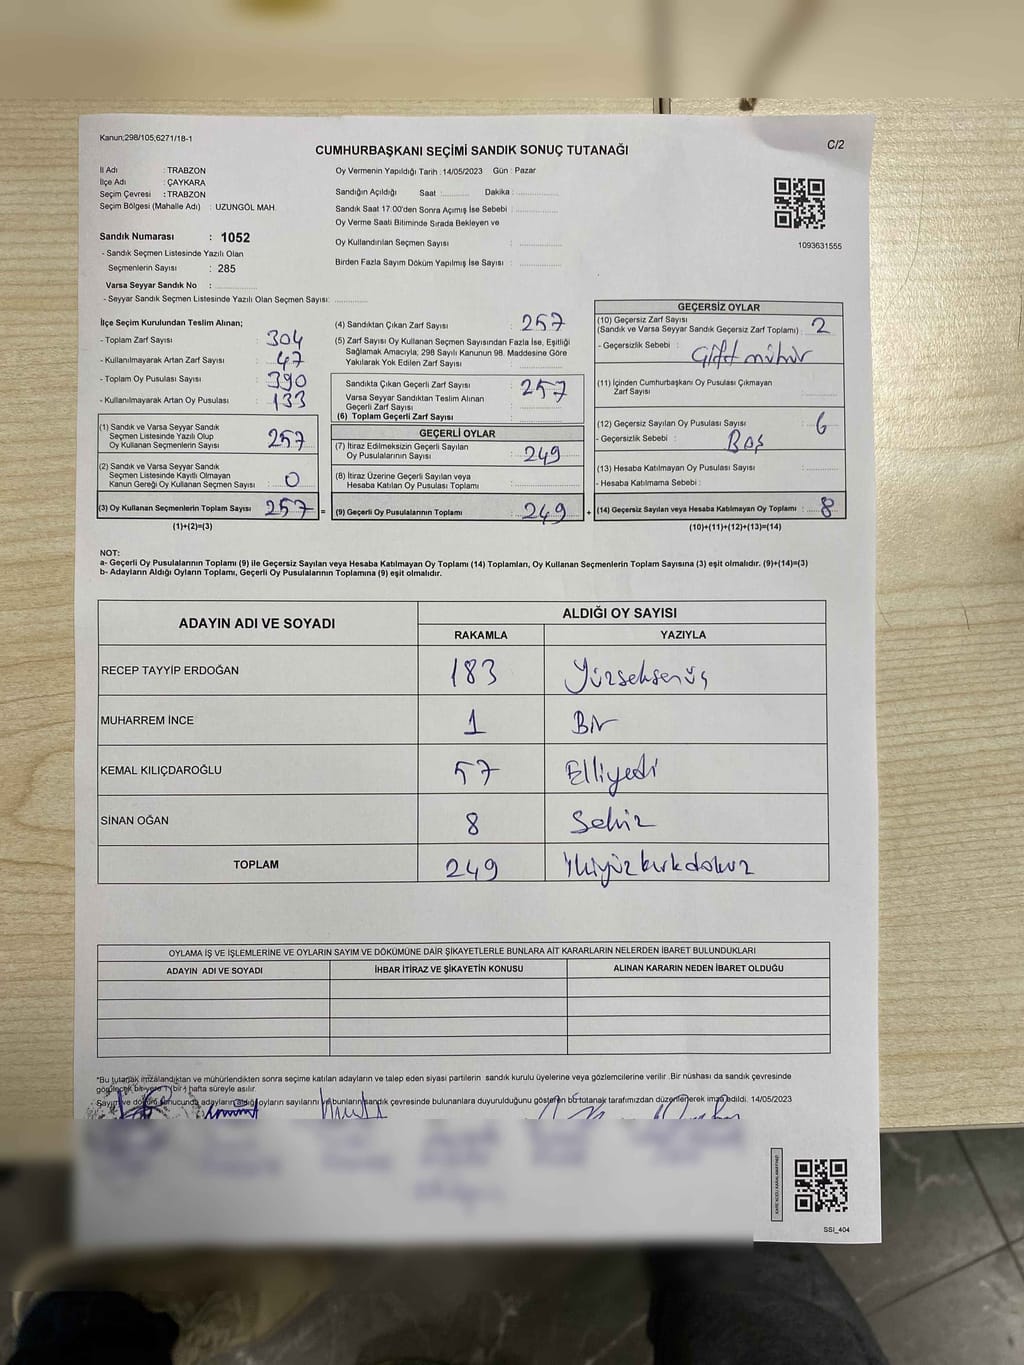 Kanun;298/105,6271/18-1
C/2
CUMHURBAŞKANI SEÇİMİ SANDIK SONUÇ TUTANAĞI
İl Adı : TRABZON
İlçe Adı : ÇAYKARA
Seçim Çevresi : TRABZON
Seçim Bölgesi (Mahalle Adı) : UZUNGÖL MAH.
Sandık Numarası : 1052
- Sandık Seçmen Listesinde Yazılı Olan
Seçmenlerin Sayısı : 285
Varsa Seyyar Sandık No :
- Seyyar Sandık Seçmen Listesinde Yazılı Olan Seçmen Sayısı:
Oy Vermenin Yapıldığı Tarih : 14/05/2023 Gün : Pazar
Sandığın Açıldığı Saat : Dakika :
Sandık Saat 17:00'den Sonra Açımış İse Sebebi :
Oy Verme Saati Bitiminde Sırada Bekleyen ve
Oy Kullandırılan Seçmen Sayısı :
Birden Fazla Sayım Döküm Yapılmış İse Sayısı :
1093631555
İlçe Seçim Kurulundan Teslim Alınan;
- Toplam Zarf Sayısı : 304
- Kullanılmayarak Artan Zarf Sayısı : 47
- Toplam Oy Pusulası Sayısı : 390
- Kullanılmayarak Artan Oy Pusulası : 133
(1) Sandık ve Varsa Seyyar Sandık
Seçmen Listesinde Yazılı Olup
Oy Kullanan Seçmenlerin Sayısı : 257
(2) Sandık ve Varsa Seyyar Sandık
Seçmen Listesinde Kayıtlı Olmayan
Kanun Gereği Oy Kullanan Seçmen Sayısı : 0
(3) Oy Kullanan Seçmenlerin Toplam Sayısı : 257 =
(1)+(2)=(3)
(4) Sandıktan Çıkan Zarf Sayısı : 257
(5) Zarf Sayısı Oy Kullanan Seçmen Sayısından Fazla İse, Eşitliği
Sağlamak Amacıyla; 298 Sayılı Kanunun 98. Maddesine Göre
Yakılarak Yok Edilen Zarf Sayısı :
Sandıkta Çıkan Geçerli Zarf Sayısı : 257
Varsa Seyyar Sandıktan Teslim Alınan
Geçerli Zarf Sayısı :
(6) Toplam Geçerli Zarf Sayısı :
GEÇERLİ OYLAR
(7) İtiraz Edilmeksizin Geçerli Sayılan
Oy Pusulalarının Sayısı : 249
(8) İtiraz Üzerine Geçerli Sayılan veya
Hesaba Katılan Oy Pusulası Toplamı :
(9) Geçerli Oy Pusulalarının Toplamı : 249 +
GEÇERSİZ OYLAR
(10) Geçersiz Zarf Sayısı
(Sandık ve Varsa Seyyar Sandık Geçersiz Zarf Toplamı) : 2
- Geçersizlik Sebebi : Çift mühür
(11) İçinden Cumhurbaşkanı Oy Pusulası Çıkmayan
Zarf Sayısı :
(12) Geçersiz Sayılan Oy Pusulası Sayısı : 6
- Geçersizlik Sebebi : Boş
(13) Hesaba Katılmayan Oy Pusulası Sayısı :
- Hesaba Katılmama Sebebi :
(14) Geçersiz Sayılan veya Hesaba Katılmayan Oy Toplamı : 8
(10)+(11)+(12)+(13)=(14)
NOT:
a- Geçerli Oy Pusulalarının Toplamı (9) ile Geçersiz Sayılan veya Hesaba Katılmayan Oy Toplamı (14) Toplamları, Oy Kullanan Seçmenlerin Toplam Sayısına (3) eşit olmalıdır. (9)+(14)=(3)
b- Adayların Aldığı Oyların Toplamı, Geçerli Oy Pusulalarının Toplamına (9) eşit olmalıdır.
ADAYIN ADI VE SOYADI ALDIĞI OY SAYISI
RAKAMLA YAZIYLA
RECEP TAYYİP ERDOĞAN 183 Yüzseksenüç
MUHARREM İNCE 1 Bir
KEMAL KILIÇDAROĞLU 57 Elliyedi
SİNAN OĞAN 8 Sekiz
TOPLAM 249 İkiyüzkırkdokuz
OYLAMA İŞ VE İŞLEMLERİNE VE OYLARIN SAYIM VE DÖKÜMÜNE DAİR ŞİKAYETLERLE BUNLARA AİT KARARLARIN NELERDEN İBARET BULUNDUKLARI
ADAYIN ADI VE SOYADI İHBAR İTİRAZ VE ŞİKAYETİN KONUSU ALINAN KARARIN NEDEN İBARET OLDUĞU
*Bu tutanak imzalandıktan ve mühürlendikten sonra seçime katılan adayların ve talep eden siyasi partilerin sandık kurulu üyelerine veya gözlemcilerine verilir. Bir nüshası da sandık çevresinde
görülecek bir yere 1 (bir) hafta süreyle asılır.
Sayım ve döküm sonucunda adayların aldığı oyların sayılarını ve bunların sandık çevresinde bulunanlara duyurulduğunu gösteren bu tutanak tarafımızdan düzenlenerek imza edildi. 14/05/2023
SSI_404